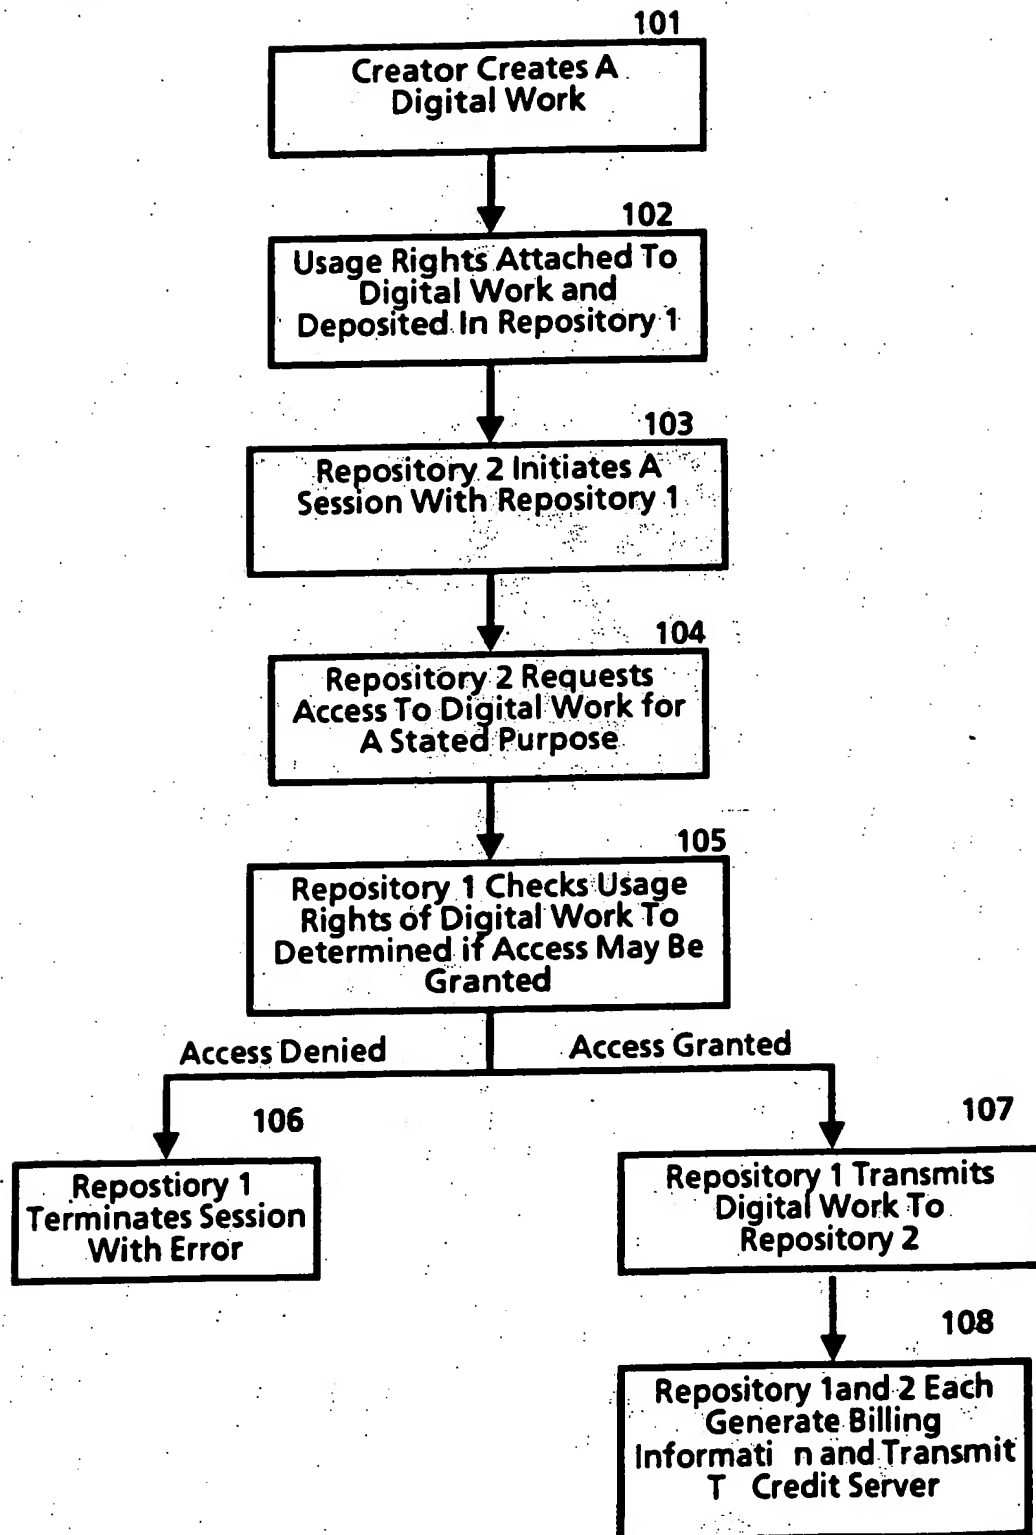 101
Creator Creates A
Digital Work
102
Usage Rights Attached To
Digital Work and
Deposited In Repository 1
103
Repository 2 Initiates A
Session With Repository 1
104
Repository 2 Requests
Access To Digital Work for
A Stated Purpose
105
Repository 1 Checks Usage
Rights of Digital Work To
Determined if Access May Be
Granted
Access Denied
Access Granted
106
107
Repostiory 1
Terminates Session
With Error
Repository 1 Transmits
Digital Work To
Repository 2
108
Repository 1and 2 Each
Generate Billing
Informati n and Transmit
T Credit Server